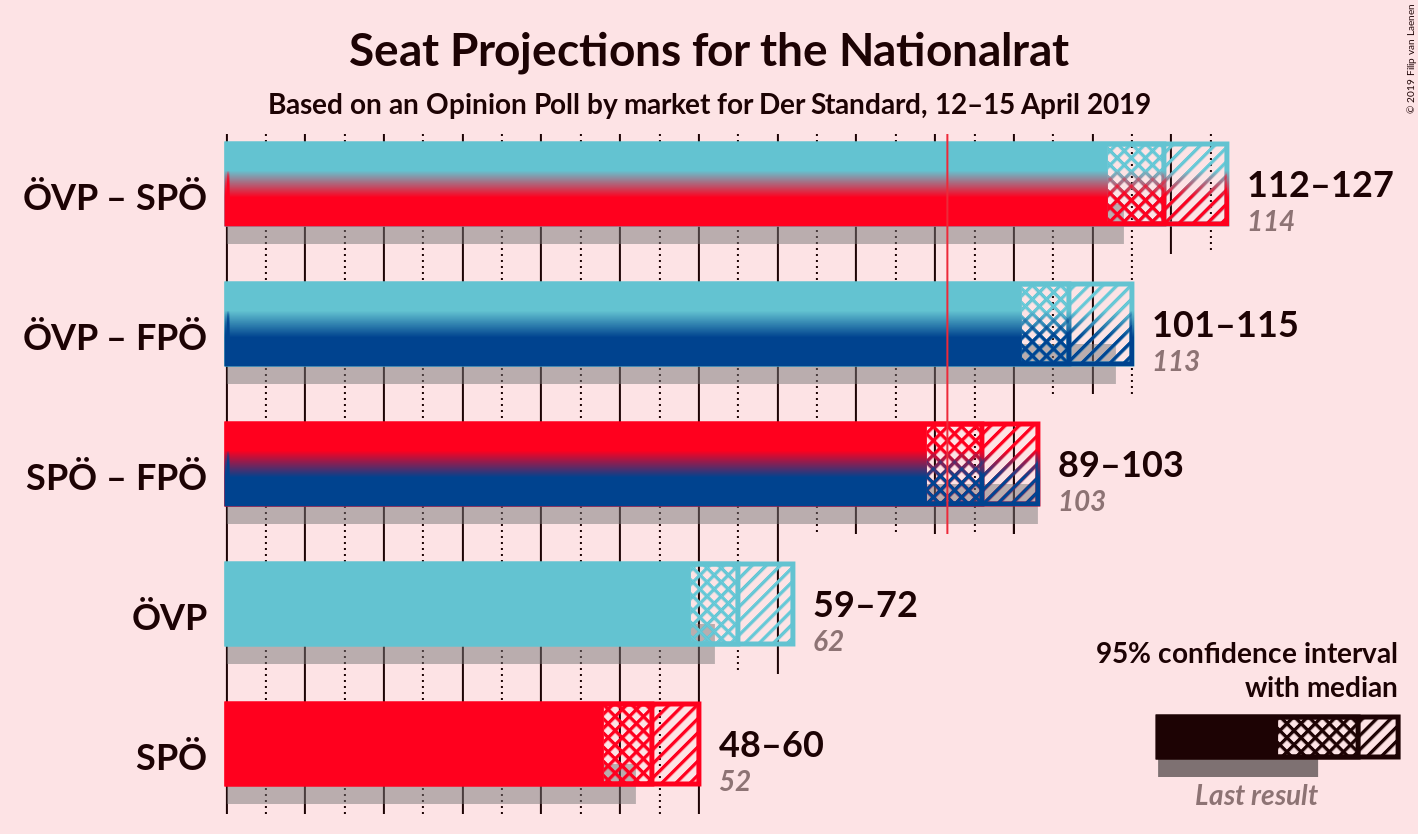 Seat Projections for the Nationalrat
Based on an Opinion Poll by market for Der Standard, 12–15 April 2019
© 2019 Filip van Laenen
ÖVP – SPÖ
112–127
114
ÖVP – FPÖ
101–115
113
SPÖ – FPÖ
89–103
103
ÖVP
59–72
62
SPÖ
48–60
52
95% confidence interval
with median
Last result